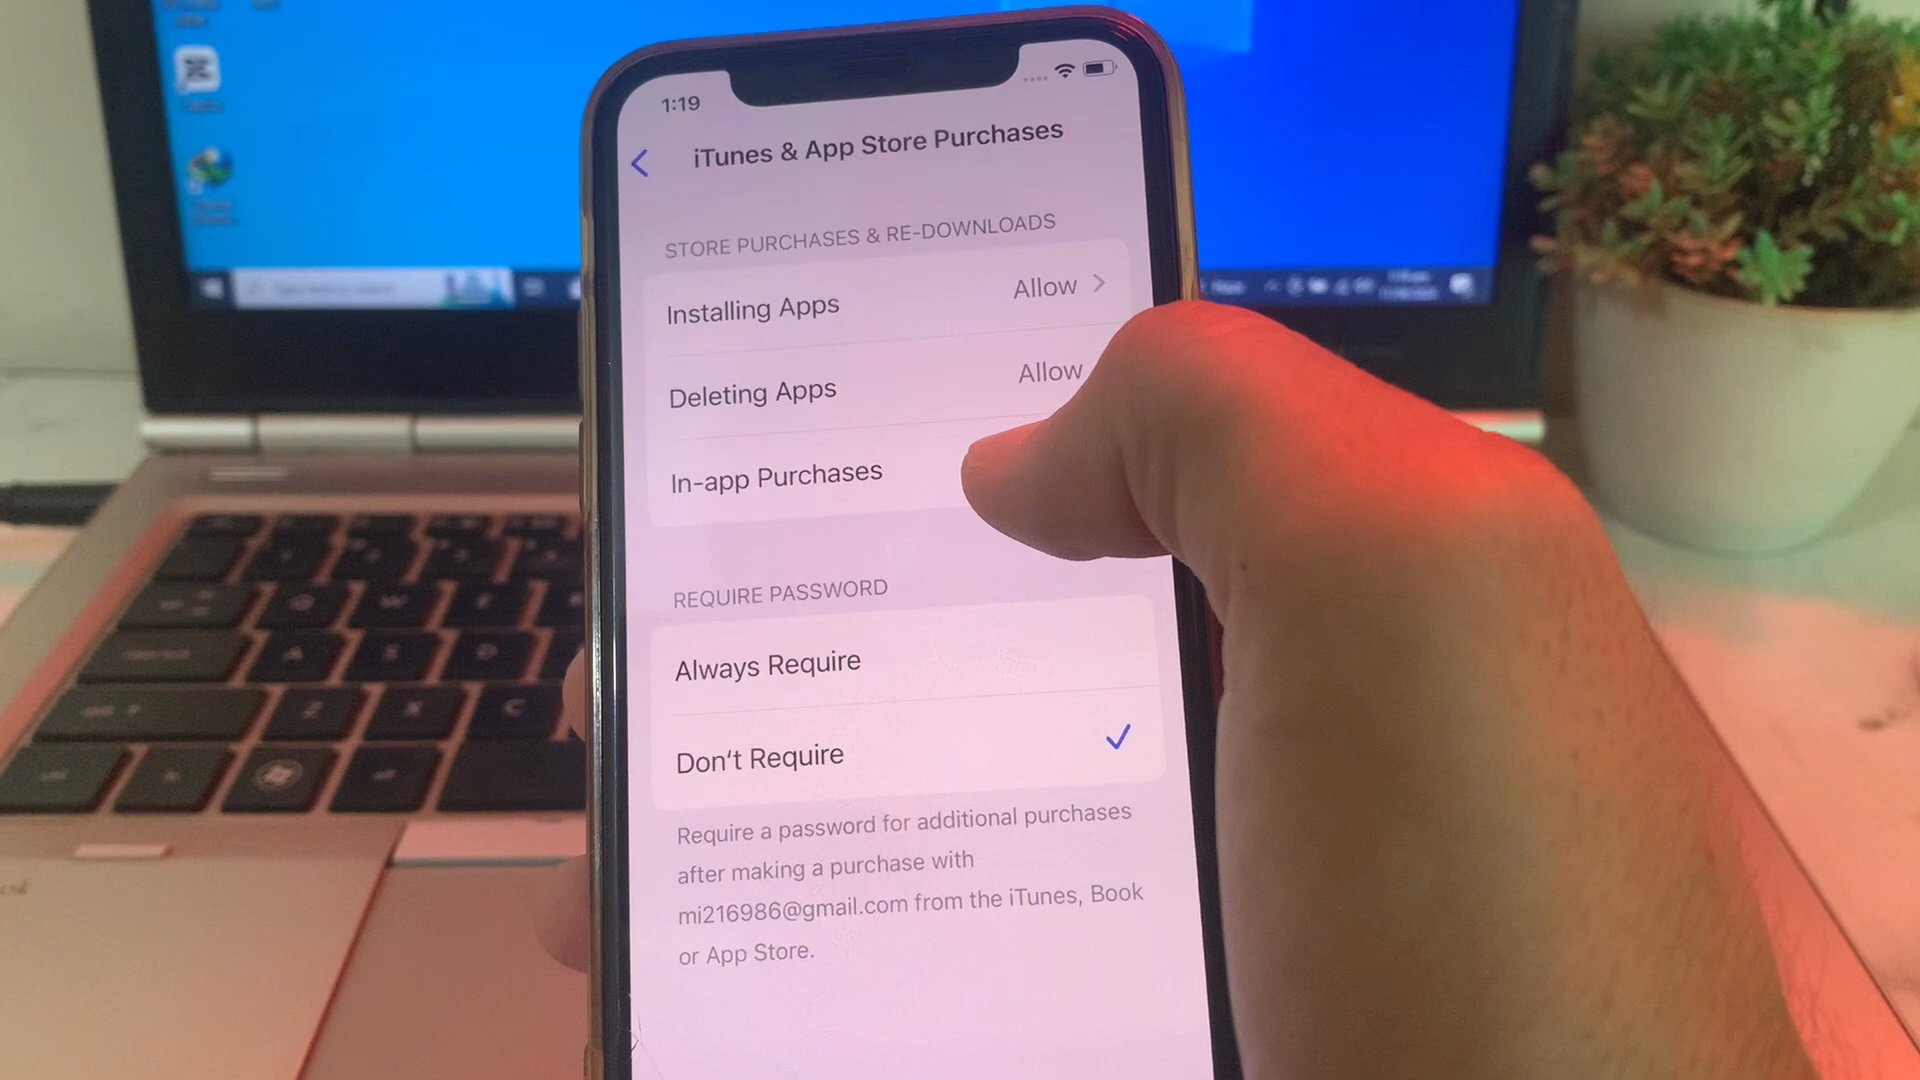 1:19
iTunes & App Store Purchases
STORE PURCHASES & RE-DOWNLOADS
Installing Apps Allow
Deleting Apps Allow
In-app Purchases
REQUIRE PASSWORD
Always Require
Don't Require
Require a password for additional purchases
after making a purchase with
mi216986@gmail.com from the iTunes, Book
or App Store.
Q W E
A S D
Z X C